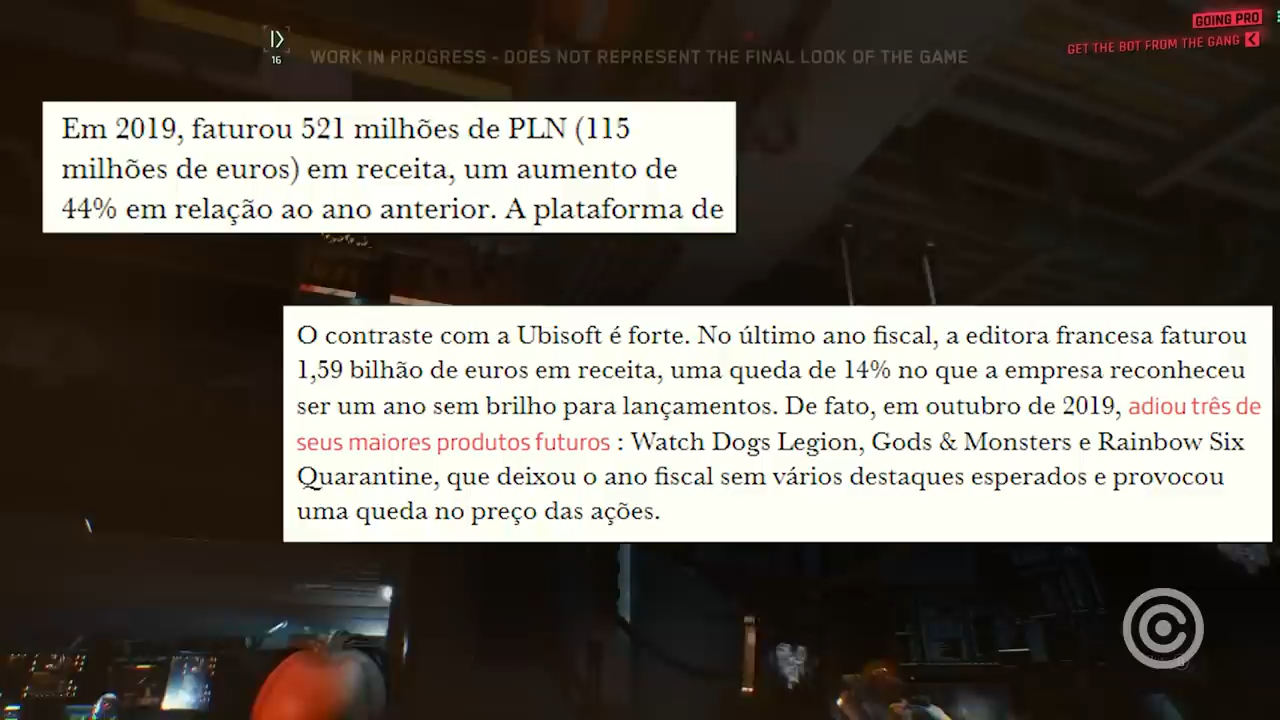 GOING PRO
GET THE BOT FROM THE GANG
16
WORK IN PROGRESS - DOES NOT REPRESENT THE FINAL LOOK OF THE GAME
Em 2019, faturou 521 milhões de PLN (115
milhões de euros) em receita, um aumento de
44% em relação ao ano anterior. A plataforma de
O contraste com a Ubisoft é forte. No último ano fiscal, a editora francesa faturou
1,59 bilhão de euros em receita, uma queda de 14% no que a empresa reconheceu
ser um ano sem brilho para lançamentos. De fato, em outubro de 2019, adiou três de
seus maiores produtos futuros : Watch Dogs Legion, Gods & Monsters e Rainbow Six
Quarantine, que deixou o ano fiscal sem vários destaques esperados e provocou
uma queda no preço das ações.